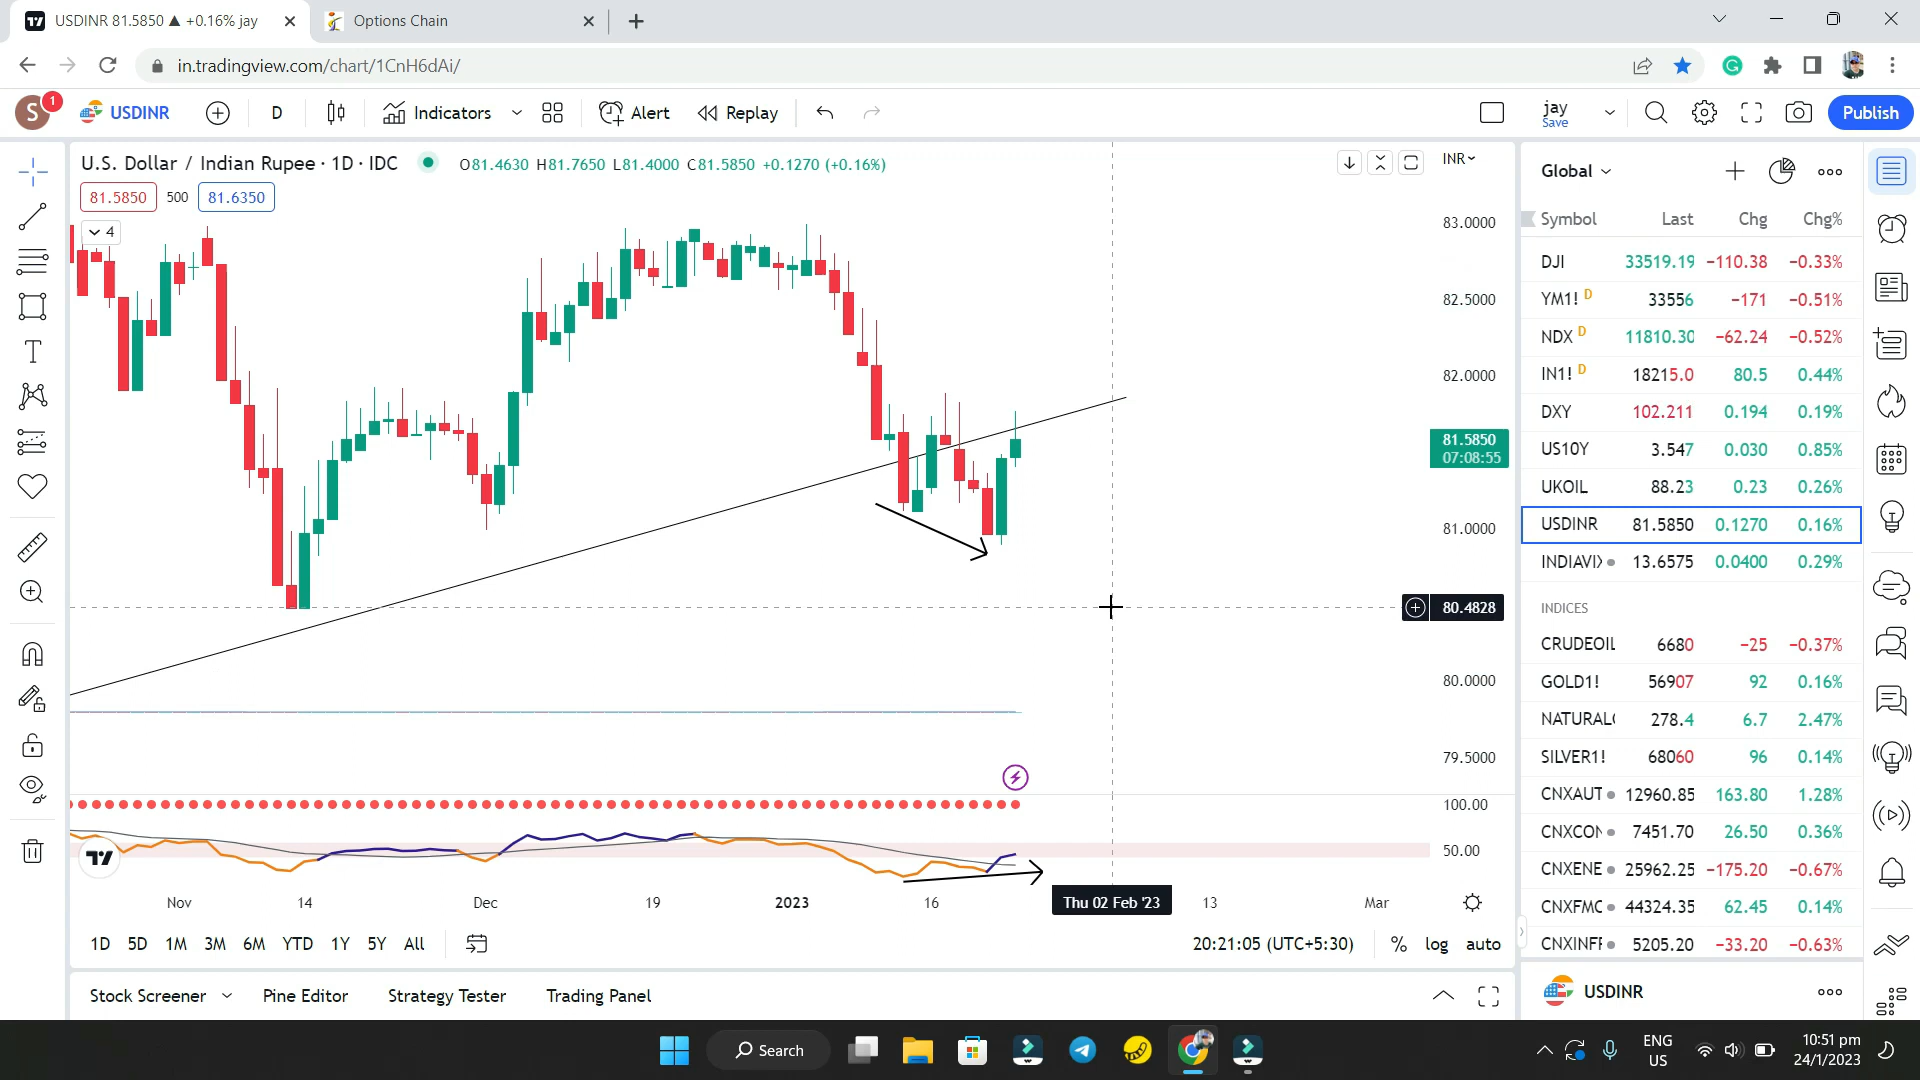 USDINR 81.5850 ▲ +0.16% jay
Options Chain
in.tradingview.com/chart/1CnH6dAi/
S
1
USDINR
D
Indicators
Alert
Replay
jay
Save
Publish
U.S. Dollar / Indian Rupee · 1D · IDC
O81.4630 H81.7650 L81.4000 C81.5850 +0.1270 (+0.16%)
INR
81.5850
500
81.6350
4
83.0000
82.5000
82.0000
81.5850
07:08:55
81.0000
80.4828
80.0000
79.5000
100.00
50.00
Nov
14
Dec
19
2023
16
Thu 02 Feb '23
13
Mar
1D 5D 1M 3M 6M YTD 1Y 5Y All
20:21:05 (UTC+5:30)
%
log
auto
Stock Screener
Pine Editor
Strategy Tester
Trading Panel
Global
Symbol Last Chg Chg%
DJI 33519.19 −110.38 −0.33%
YM1! D 33556 −171 −0.51%
NDX D 11810.30 −62.24 −0.52%
IN1! D 18215.0 80.5 0.44%
DXY 102.211 0.194 0.19%
US10Y 3.547 0.030 0.85%
UKOIL 88.23 0.23 0.26%
USDINR 81.5850 0.1270 0.16%
INDIAVI 13.6575 0.0400 0.29%
INDICES
CRUDEOIL 6680 −25 −0.37%
GOLD1! 56907 92 0.16%
NATURAL 278.4 6.7 2.47%
SILVER1! 68060 96 0.14%
CNXAUT 12960.85 163.80 1.28%
CNXCON 7451.70 26.50 0.36%
CNXENE 25962.25 −175.20 −0.67%
CNXFMC 44324.35 62.45 0.14%
CNXINF 5205.20 −33.20 −0.63%
USDINR
Search
ENG
US
10:51 pm
24/1/2023